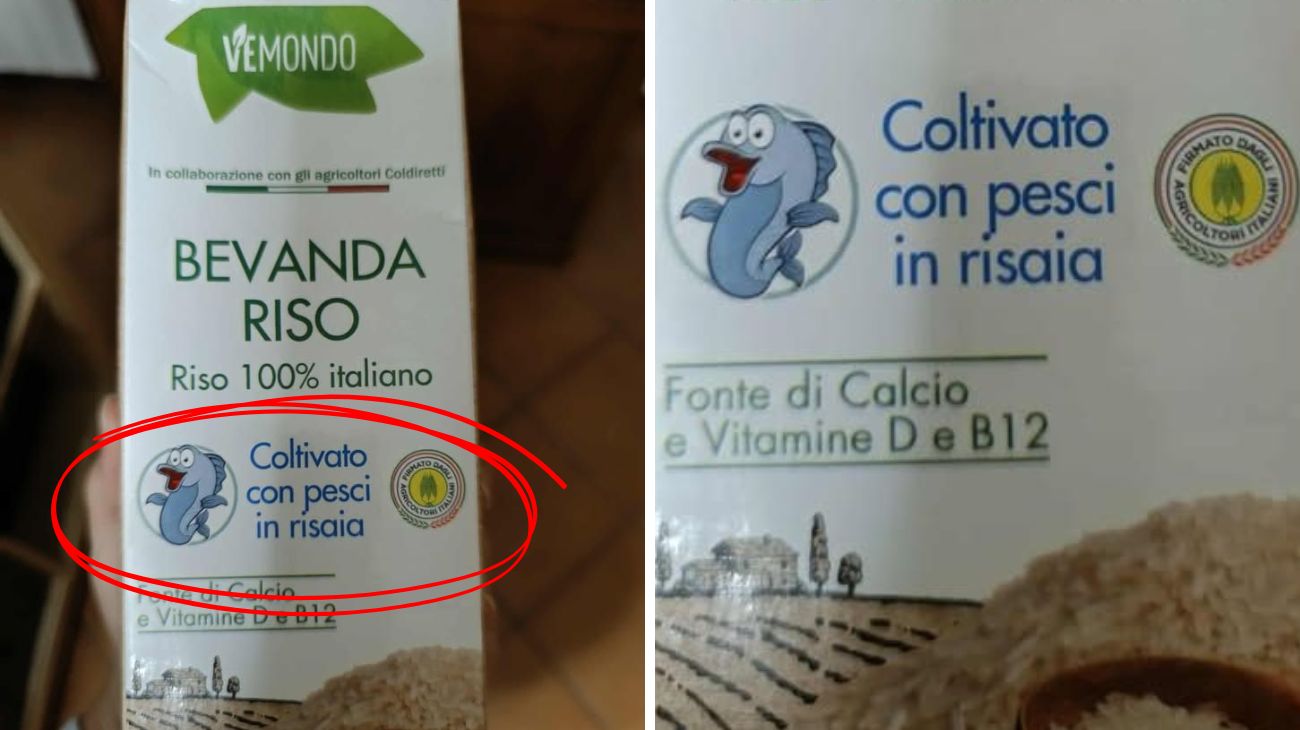 VEMONDO
In collaborazione con gli agricoltori Coldiretti
BEVANDA
RISO
Riso 100% italiano
Coltivato
con pesci
in risaia
FIRMATO DAGLI
AGRICOLTORI ITALIANI
Fonte di Calcio
e Vitamine D e B12
Coltivato
con pesci
in risaia
FIRMATO DAGLI
AGRICOLTORI ITALIANI
Fonte di Calcio
e Vitamine D e B12